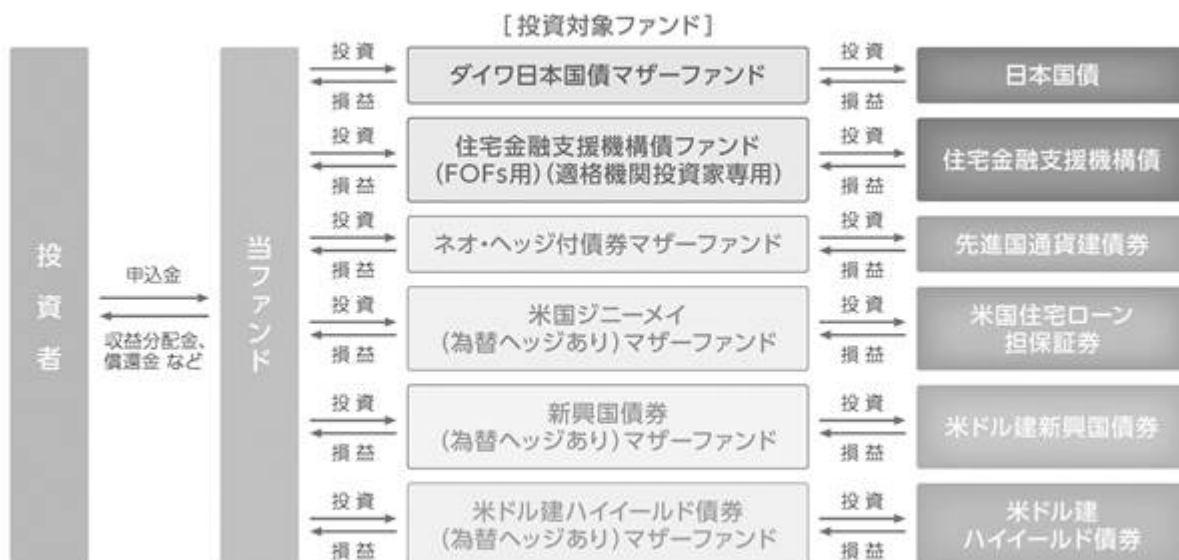 [投資対象ファンド]
投資者
申込金
収益分配金、
償還金 など
当ファンド
投資
損益
ダイワ日本国債マザーファンド
投資
損益
日本国債
投資
損益
住宅金融支援機構債ファンド
(FOFs用)(適格機関投資家専用)
投資
損益
住宅金融支援機構債
投資
損益
ネオ・ヘッジ付債券マザーファンド
投資
損益
先進国通貨建債券
投資
損益
米国ジニーメイ
(為替ヘッジあり)マザーファンド
投資
損益
米国住宅ローン
担保証券
投資
損益
新興国債券
(為替ヘッジあり)マザーファンド
投資
損益
米ドル建新興国債券
投資
損益
米ドル建ハイイールド債券
(為替ヘッジあり)マザーファンド
投資
損益
米ドル建
ハイイールド債券